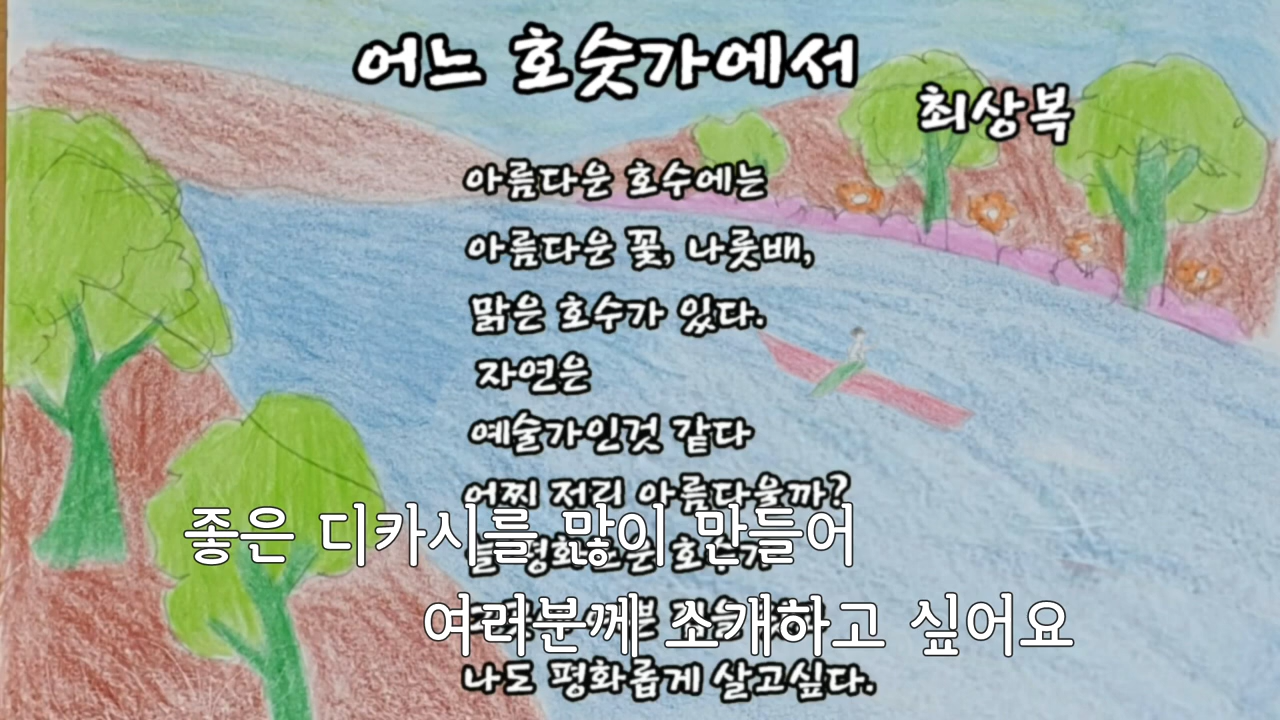 어느 호숫가에서
최상복
아름다운 호수에는
아름다운 꽃, 나룻배,
맑은 호수가 있다.
자연은
예술가인것 같다
어찌 저리 아름다울까?
좋은 디카시를 많이 만들어
호수가
여러분께 소개하고 싶어요
나도 평화롭게 살고싶다.